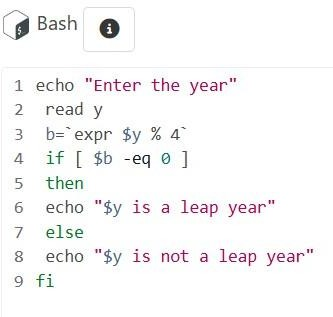 Bash
1 echo "Enter the year"
2 read y
3 b=`expr $y % 4`
4 if [ $b -eq 0 ]
5 then
6 echo "$y is a leap year"
7 else
8 echo "$y is not a leap year"
9 fi